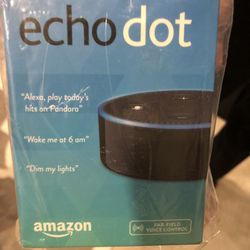 echo dot
"Alexa, play today's
hits on Pandora"
"Wake me at 6 am"
"Dim my lights"
amazon
FAR-FIELD
VOICE CONTROL